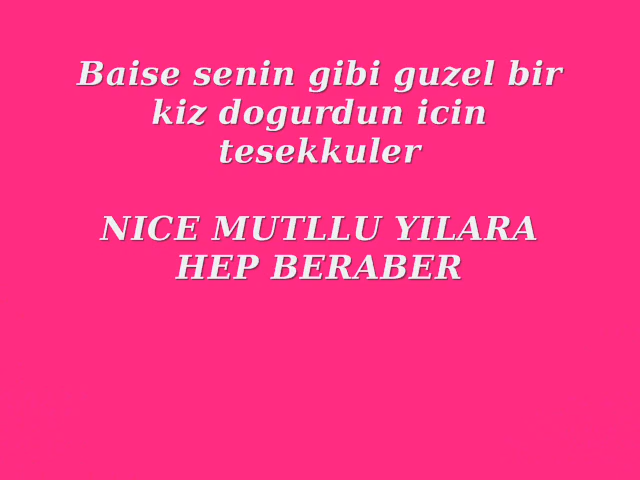 Baise senin gibi guzel bir
kiz dogurdun icin
tesekkuler
NICE MUTLLU YILARA
HEP BERABER